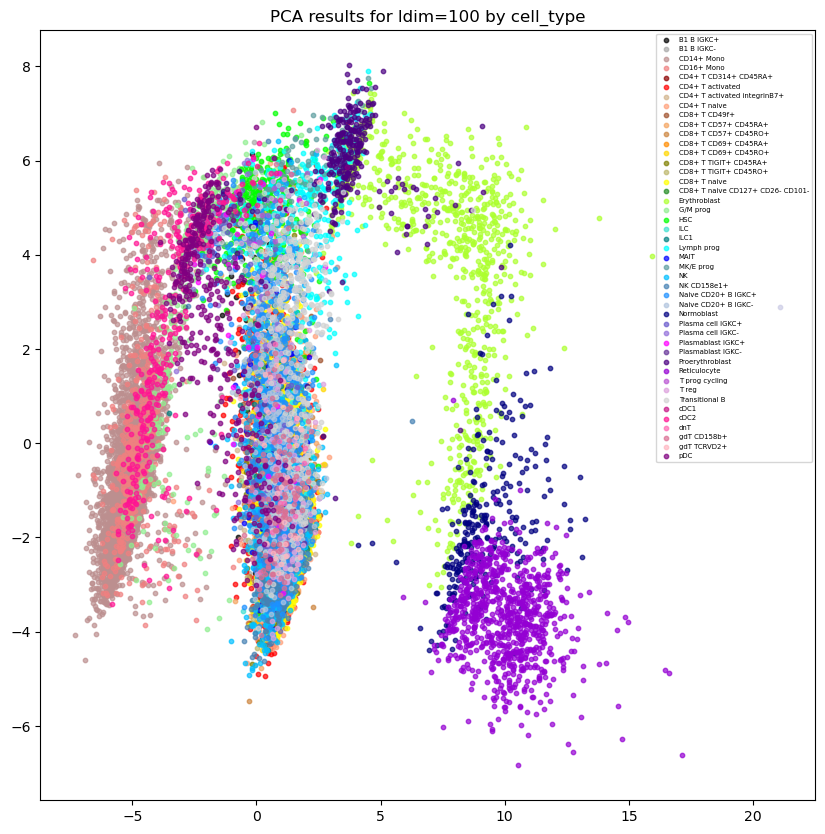 PCA results for ldim=100 by cell_type
B1 B IGKC+
B1 B IGKC-
CD14+ Mono
CD16+ Mono
CD4+ T CD314+ CD45RA+
CD4+ T activated
CD4+ T activated integrinB7+
CD4+ T naive
CD8+ T CD49f+
CD8+ T CD57+ CD45RA+
CD8+ T CD57+ CD45RO+
CD8+ T CD69+ CD45RA+
CD8+ T CD69+ CD45RO+
CD8+ T TIGIT+ CD45RA+
CD8+ T TIGIT+ CD45RO+
CD8+ T naive
CD8+ T naive CD127+ CD26- CD101-
Erythroblast
G/M prog
HSC
ILC
ILC1
Lymph prog
MAIT
MK/E prog
NK
NK CD158e1+
Naive CD20+ B IGKC+
Naive CD20+ B IGKC-
Normoblast
Plasma cell IGKC+
Plasma cell IGKC-
Plasmablast IGKC+
Plasmablast IGKC-
Proerythroblast
Reticulocyte
T prog cycling
T reg
Transitional B
cDC1
cDC2
dnT
gdT CD158b+
gdT TCRVD2+
pDC
8
6
4
2
0
−2
−4
−6
−5 0 5 10 15 20